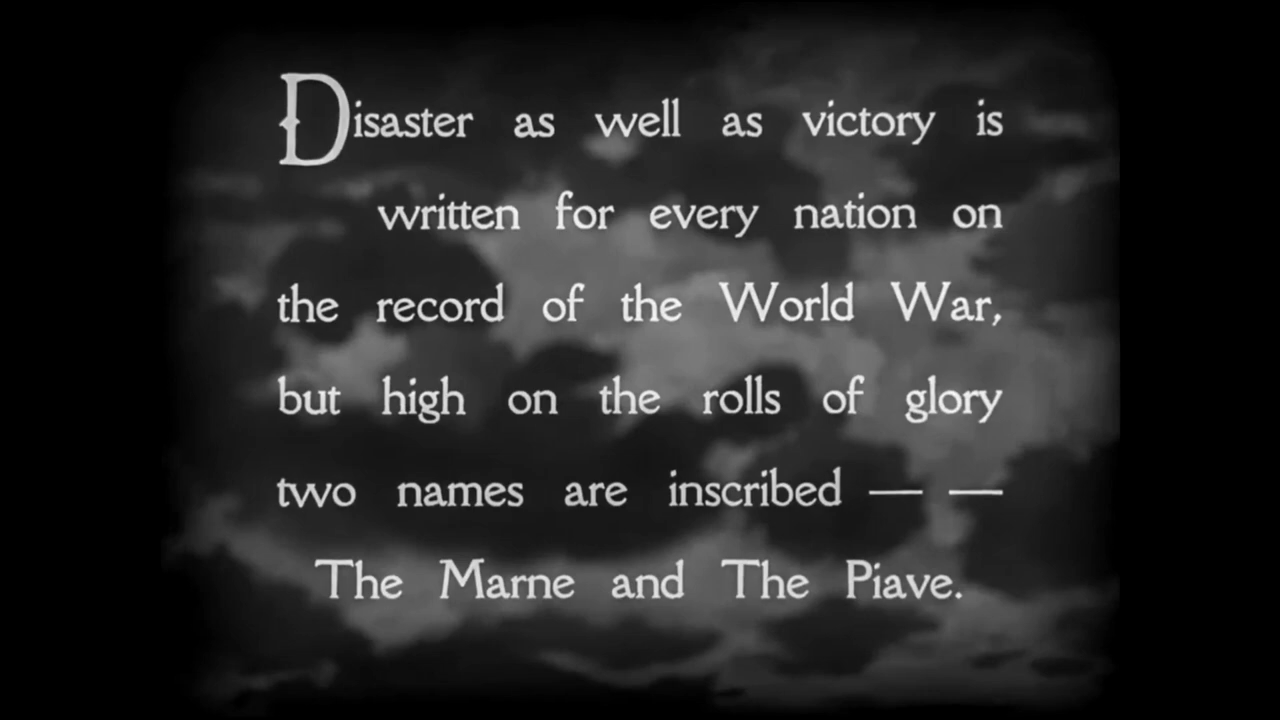 Disaster as well as victory is
written for every nation on
the record of the World War,
but high on the rolls of glory
two names are inscribed — —
The Marne and The Piave.